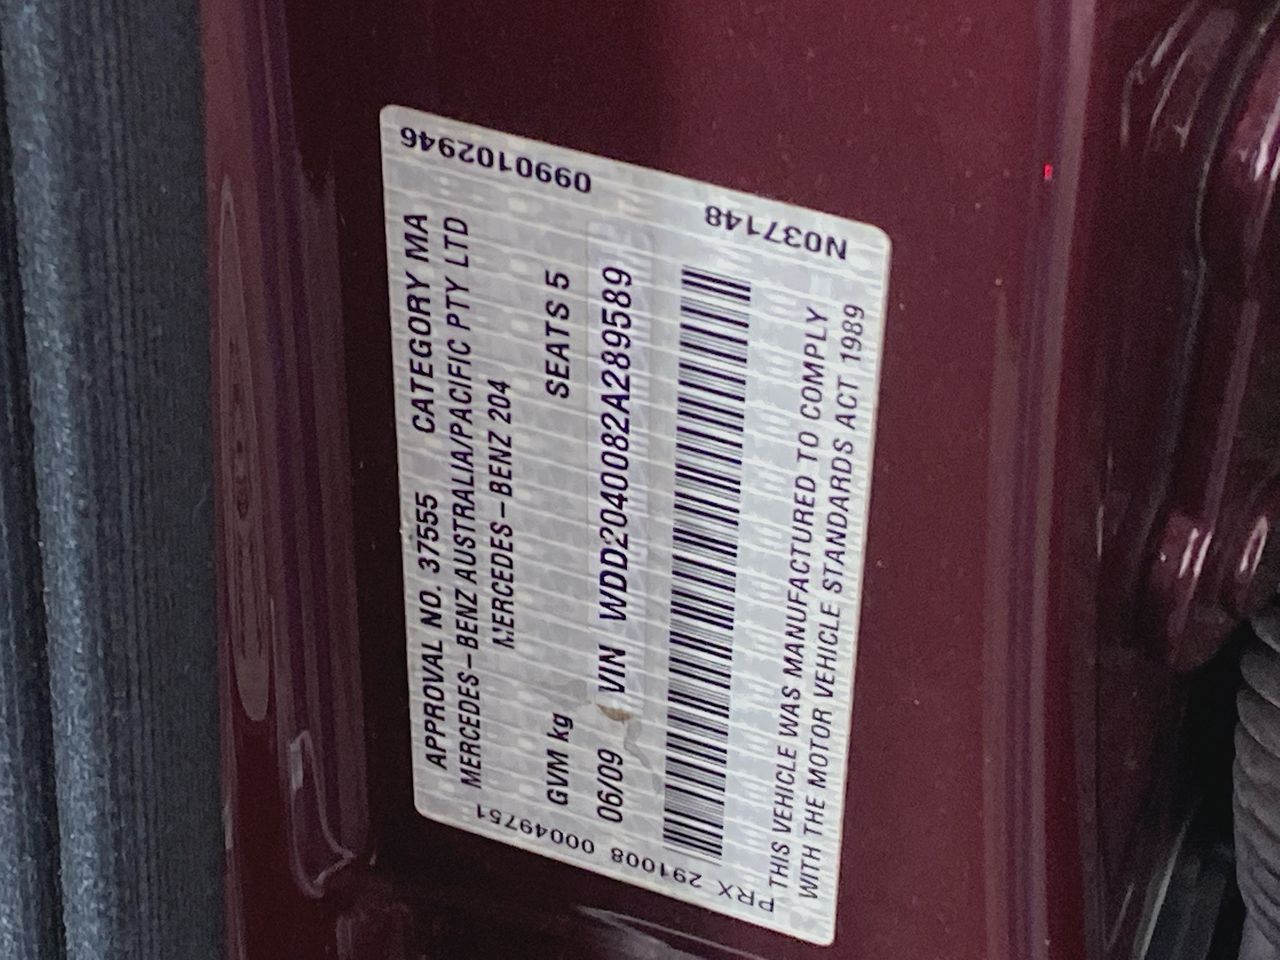 APPROVAL NO. 37555 CATEGORY MA
MERCEDES-BENZ AUSTRALIA/PACIFIC PTY LTD
MERCEDES-BENZ 204
GVM kg SEATS 5
06/09 VIN WDD2040082A289589
THIS VEHICLE WAS MANUFACTURED TO COMPLY
WITH THE MOTOR VEHICLE STANDARDS ACT 1989
0990102946
N037148
PRX 291008 00049751